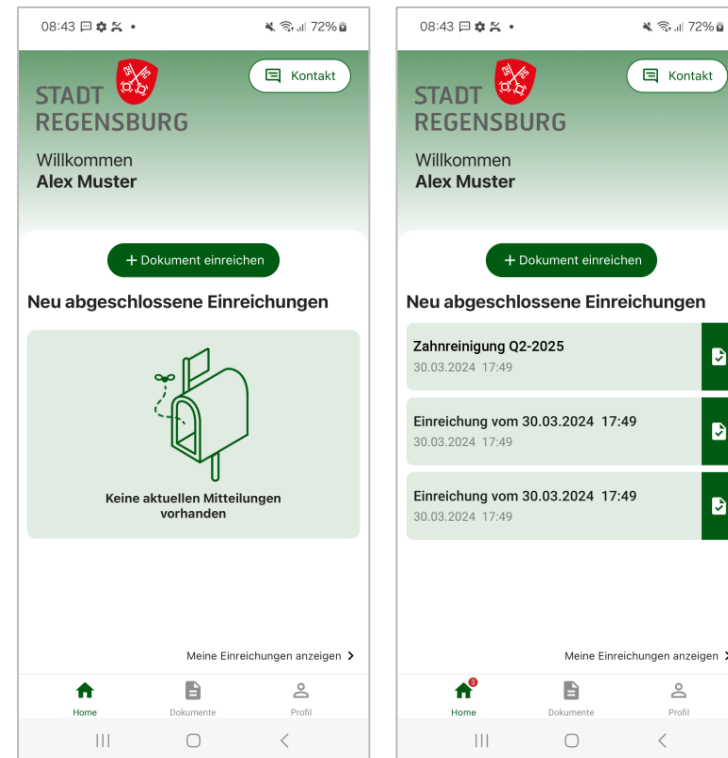 08:43
72%
STADT
REGENSBURG
Kontakt
Willkommen
Alex Muster
+ Dokument einreichen
Neu abgeschlossene Einreichungen
Keine aktuellen Mitteilungen
vorhanden
Meine Einreichungen anzeigen
Home
Dokumente
Profil
08:43
72%
STADT
REGENSBURG
Kontakt
Willkommen
Alex Muster
+ Dokument einreichen
Neu abgeschlossene Einreichungen
Zahnreinigung Q2-2025
30.03.2024 17:49
Einreichung vom 30.03.2024 17:49
30.03.2024 17:49
Einreichung vom 30.03.2024 17:49
30.03.2024 17:49
Meine Einreichungen anzeigen
3
Home
Dokumente
Profil